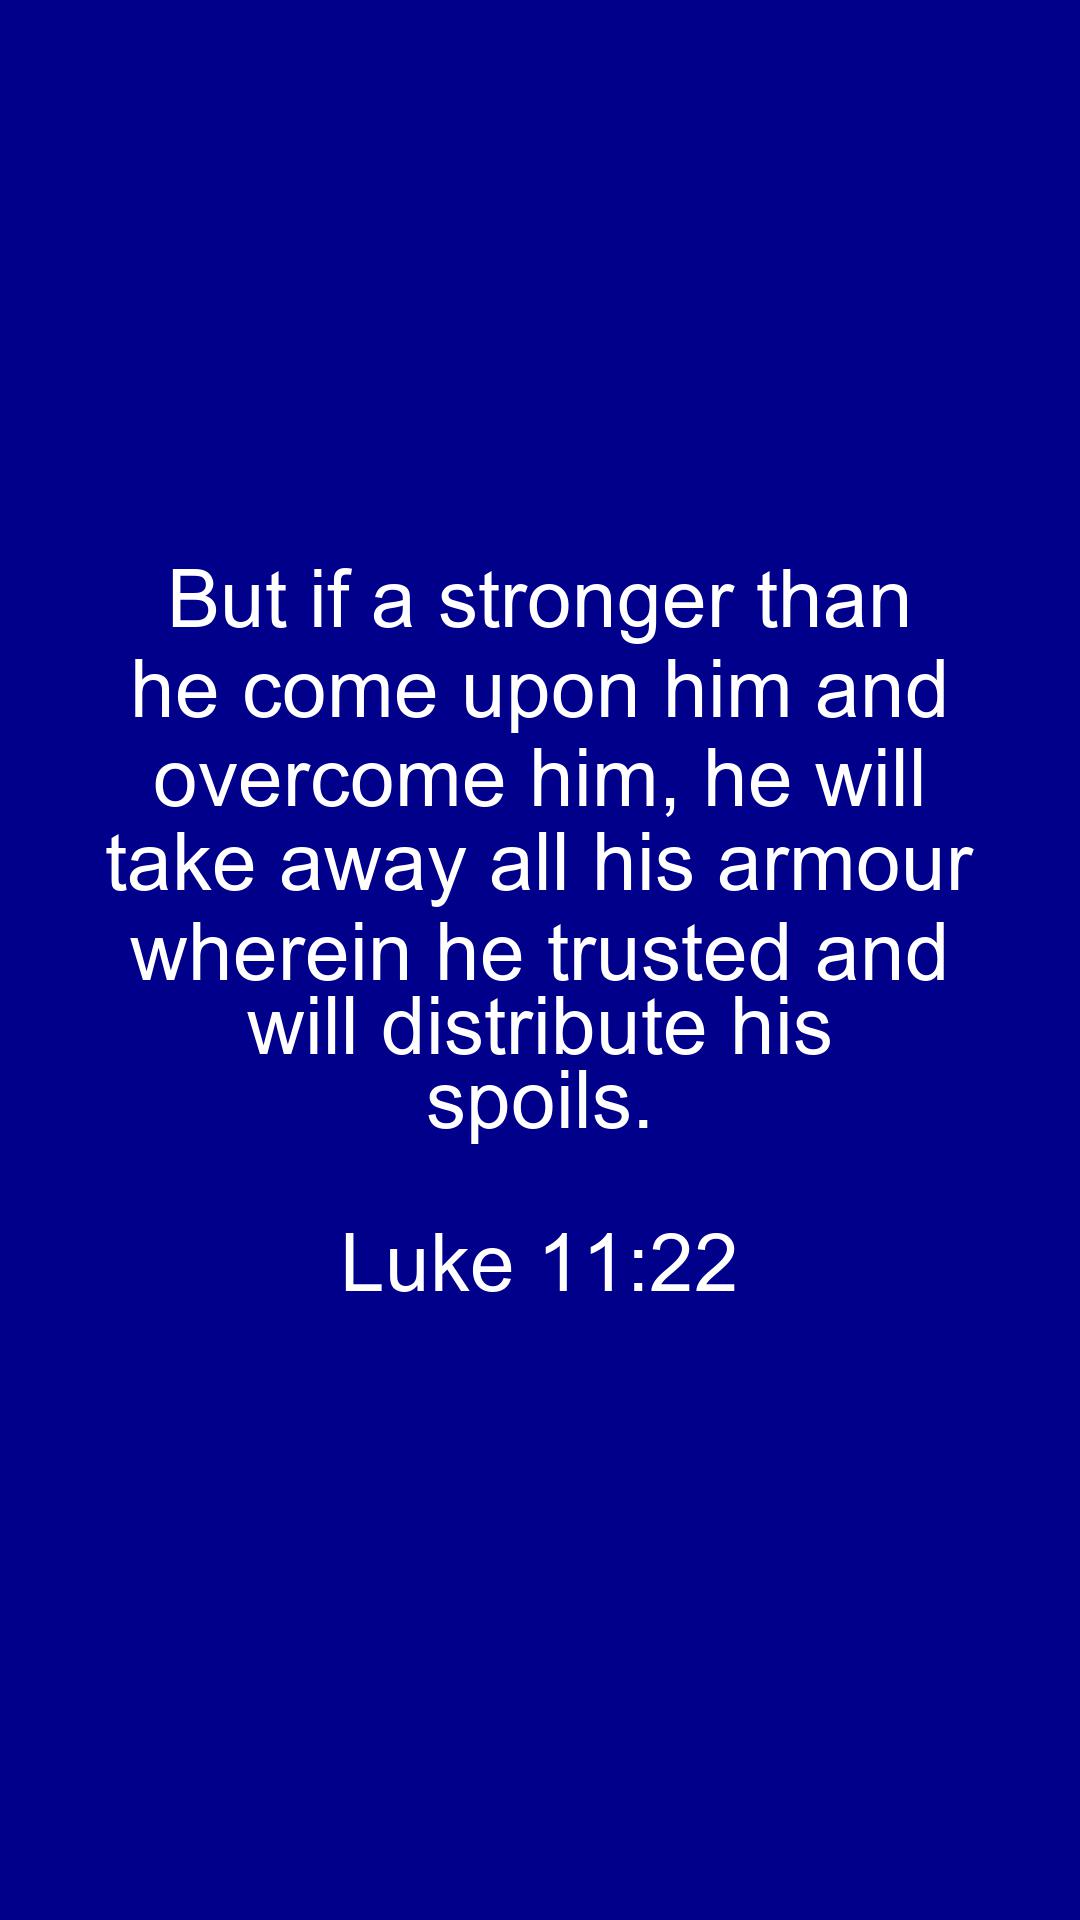 But if a stronger than
he come upon him and
overcome him, he will
take away all his armour
wherein he trusted and
will distribute his
spoils.
Luke 11:22